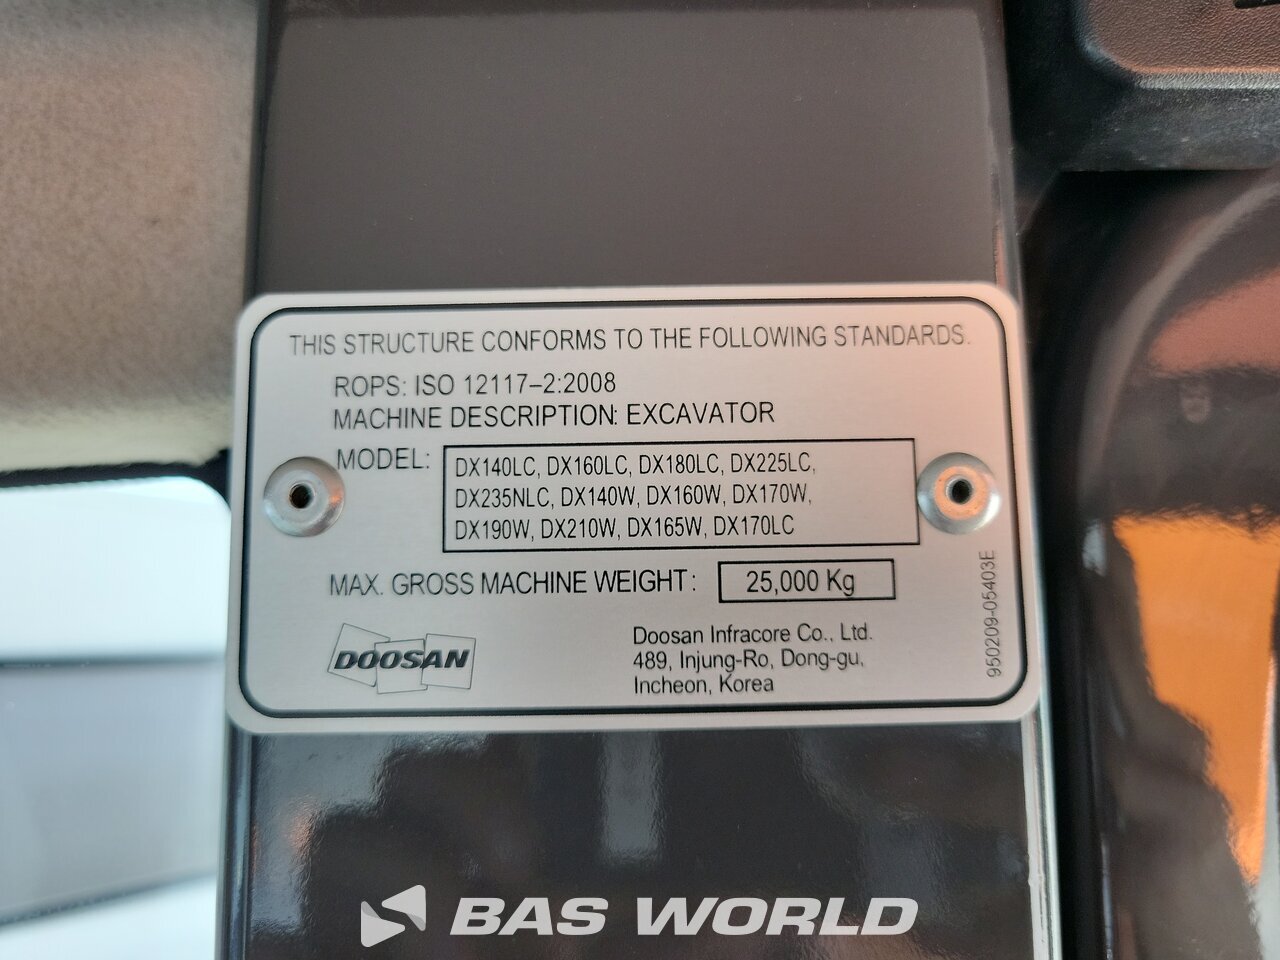 THIS STRUCTURE CONFORMS TO THE FOLLOWING STANDARDS.
ROPS: ISO 12117-2:2008
MACHINE DESCRIPTION: EXCAVATOR
MODEL:
DX140LC, DX160LC, DX180LC, DX225LC,
DX235NLC, DX140W, DX160W, DX170W,
DX190W, DX210W, DX165W, DX170LC
MAX. GROSS MACHINE WEIGHT: 25,000 Kg
DOOSAN
Doosan Infracore Co., Ltd.
489, Injung-Ro, Dong-gu,
Incheon, Korea
950209-05403E
BAS WORLD